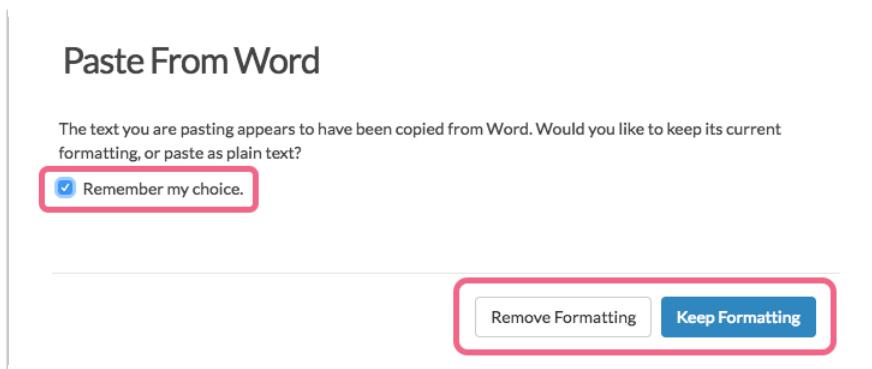 Paste From Word
The text you are pasting appears to have been copied from Word. Would you like to keep its current
formatting, or paste as plain text?
Remember my choice.
Remove Formatting
Keep Formatting